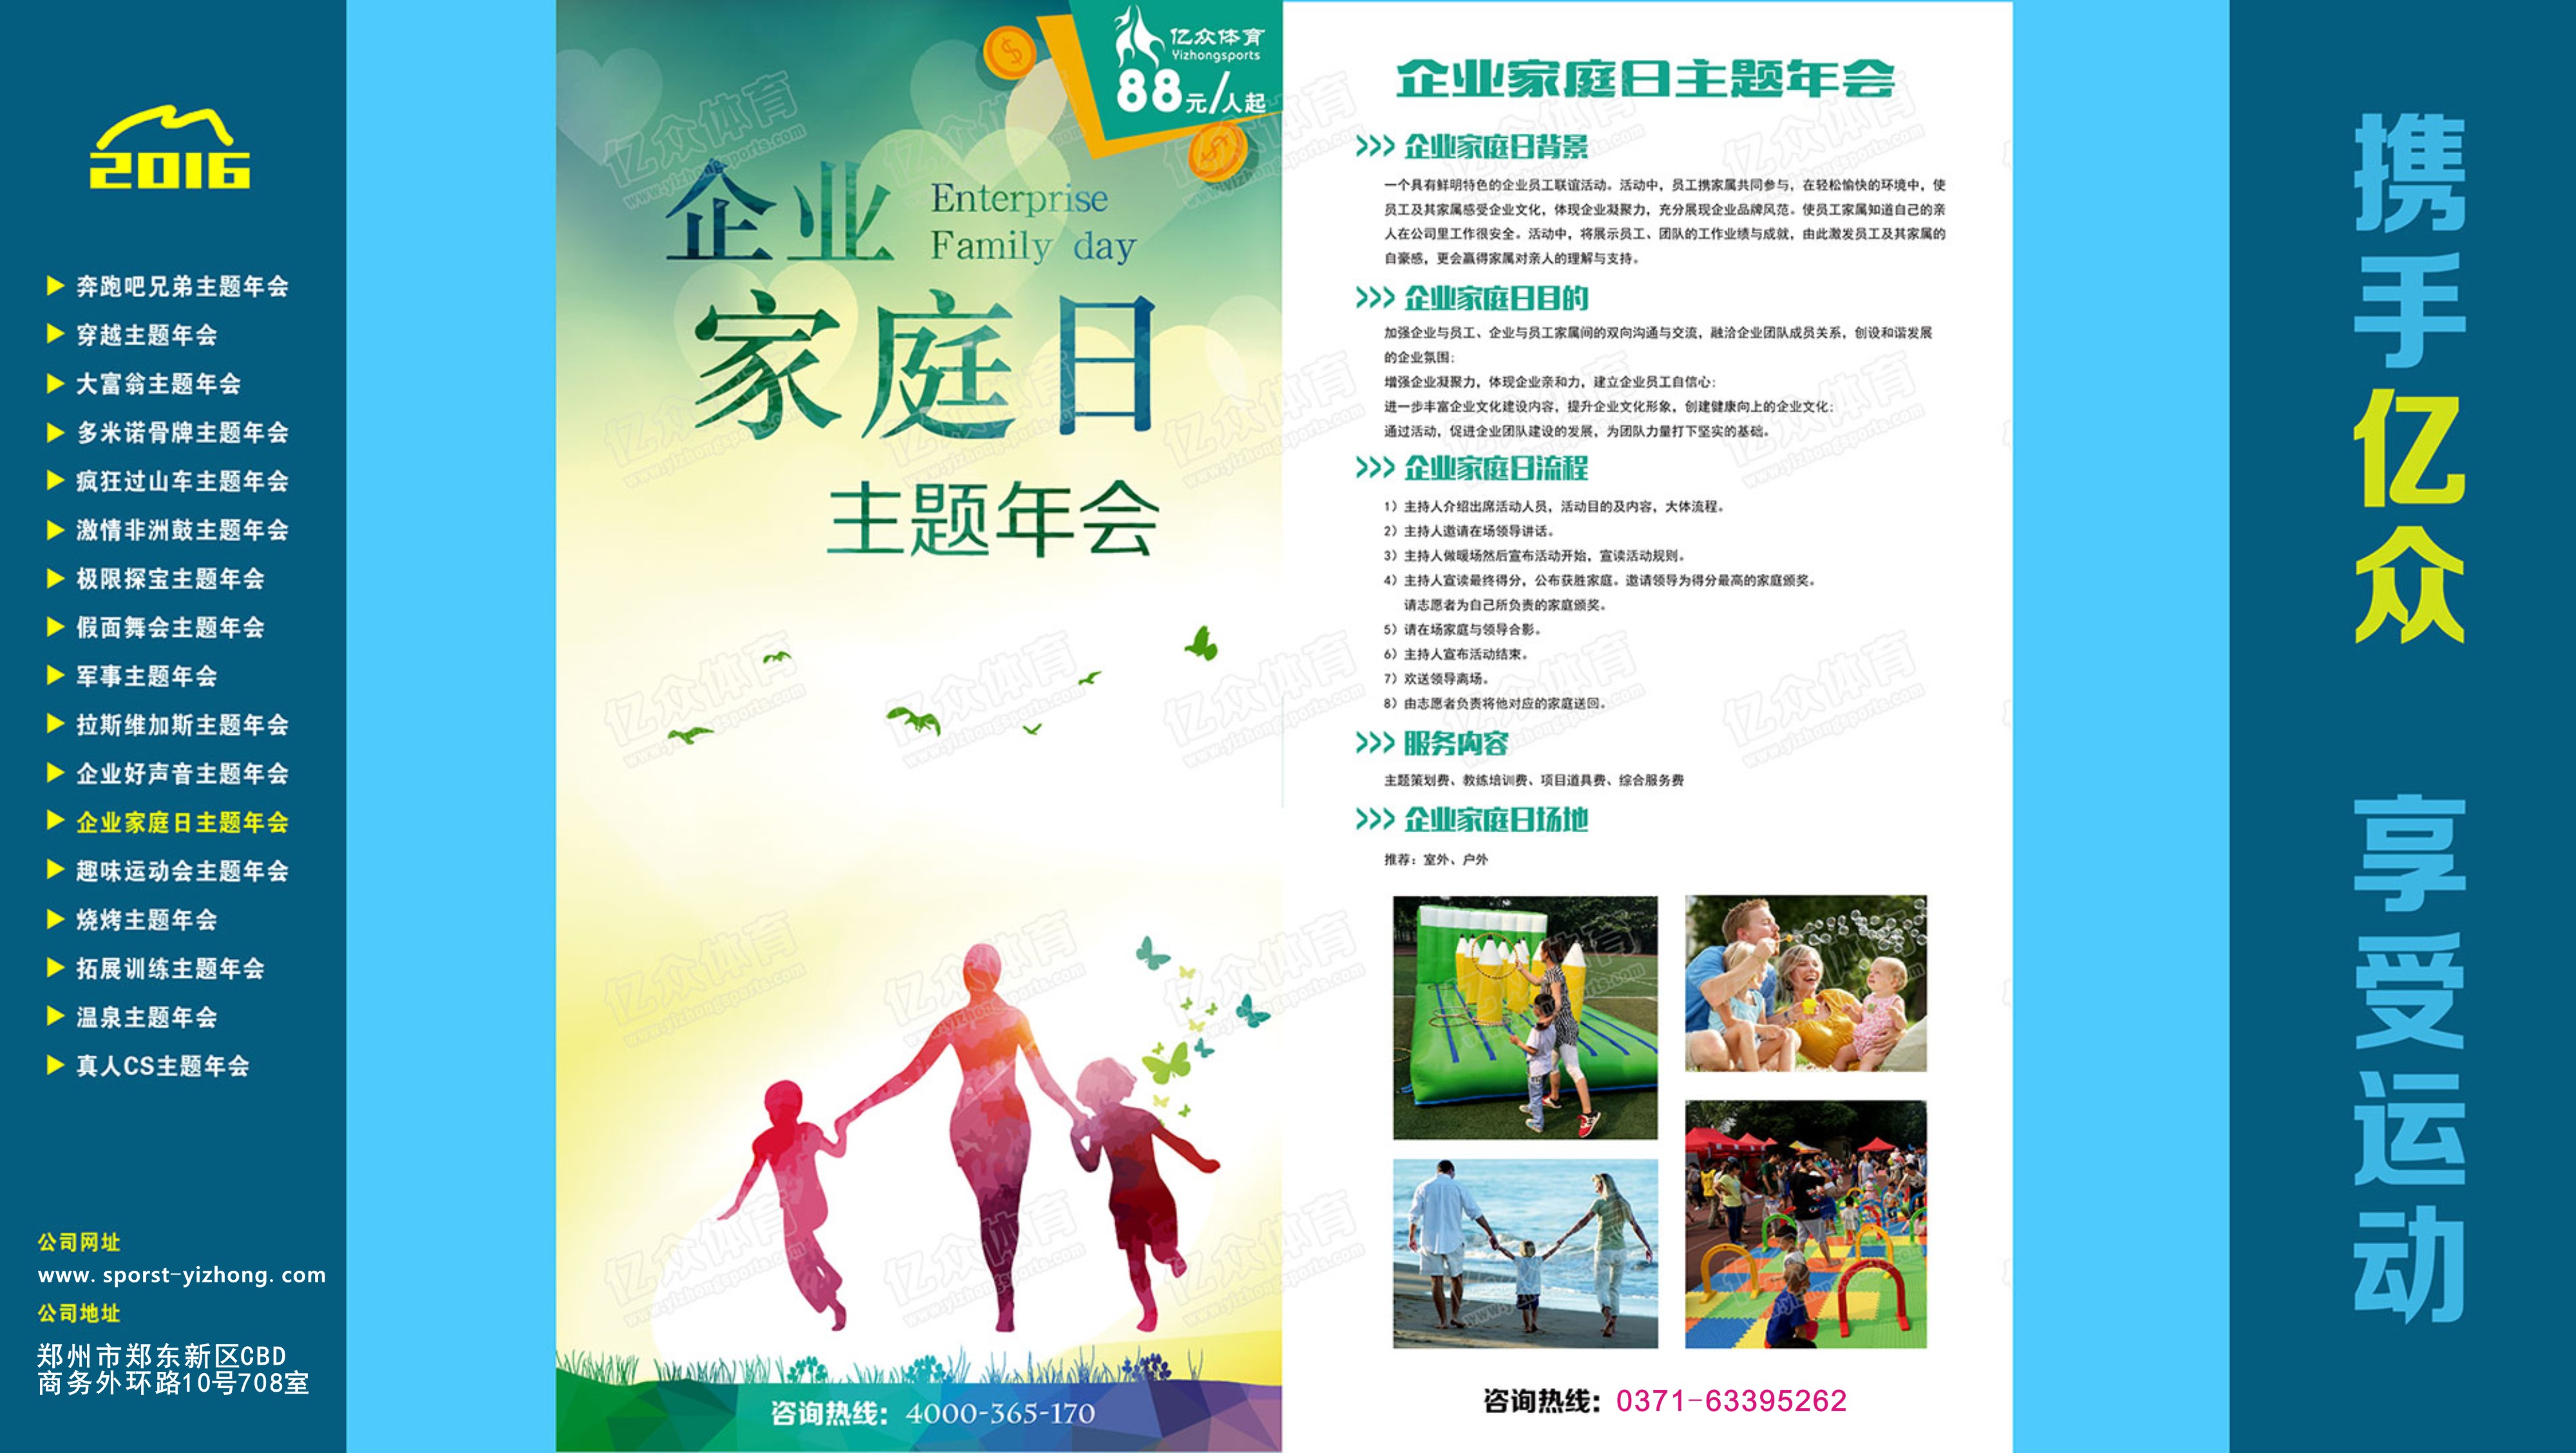 2016
奔跑吧兄弟主题年会
穿越主题年会
大富翁主题年会
多米诺骨牌主题年会
疯狂过山车主题年会
激情非洲鼓主题年会
极限探宝主题年会
假面舞会主题年会
军事主题年会
拉斯维加斯主题年会
企业好声音主题年会
企业家庭日主题年会
趣味运动会主题年会
烧烤主题年会
拓展训练主题年会
温泉主题年会
真人CS主题年会
公司网址
www.sporst-yizhong.com
公司地址
郑州市郑东新区CBD
商务外环路10号708室
亿众体育
Yizhongsports
88元/人起
企业
Enterprise
Family day
家庭日
主题年会
咨询热线：4000-365-170
企业家庭日主题年会
>>> 企业家庭日背景
一个具有鲜明特色的企业员工联谊活动。活动中，员工携家属共同参与，在轻松愉快的环境中，使
员工及其家属感受企业文化，体现企业凝聚力，充分展现企业品牌风范。使员工家属知道自己的亲
人在公司里工作很安全。活动中，将展示员工、团队的工作业绩与成就，由此激发员工及其家属的
自豪感，更会赢得家属对亲人的理解与支持。
>>> 企业家庭日目的
加强企业与员工、企业与员工家属间的双向沟通与交流，融洽企业团队成员关系，创设和谐发展
的企业氛围；
增强企业凝聚力，体现企业亲和力，建立企业员工自信心；
进一步丰富企业文化建设内容，提升企业文化形象，创建健康向上的企业文化；
通过活动，促进企业团队建设的发展，为团队力量打下坚实的基础。
>>> 企业家庭日流程
1）主持人介绍出席活动人员，活动目的及内容，大体流程。
2）主持人邀请在场领导讲话。
3）主持人做暖场然后宣布活动开始，宣读活动规则。
4）主持人宣读最终得分，公布获胜家庭。邀请领导为得分最高的家庭颁奖。
请志愿者为自己所负责的家庭颁奖。
5）请在场家庭与领导合影。
6）主持人宣布活动结束。
7）欢送领导离场。
8）由志愿者负责将他对应的家庭送回。
>>> 服务内容
主题策划费、教练培训费、项目道具费、综合服务费
>>> 企业家庭日场地
推荐：室外、户外
咨询热线：0371-63395262
携手亿众 享受运动
亿众体育
www.yizhongsports.com